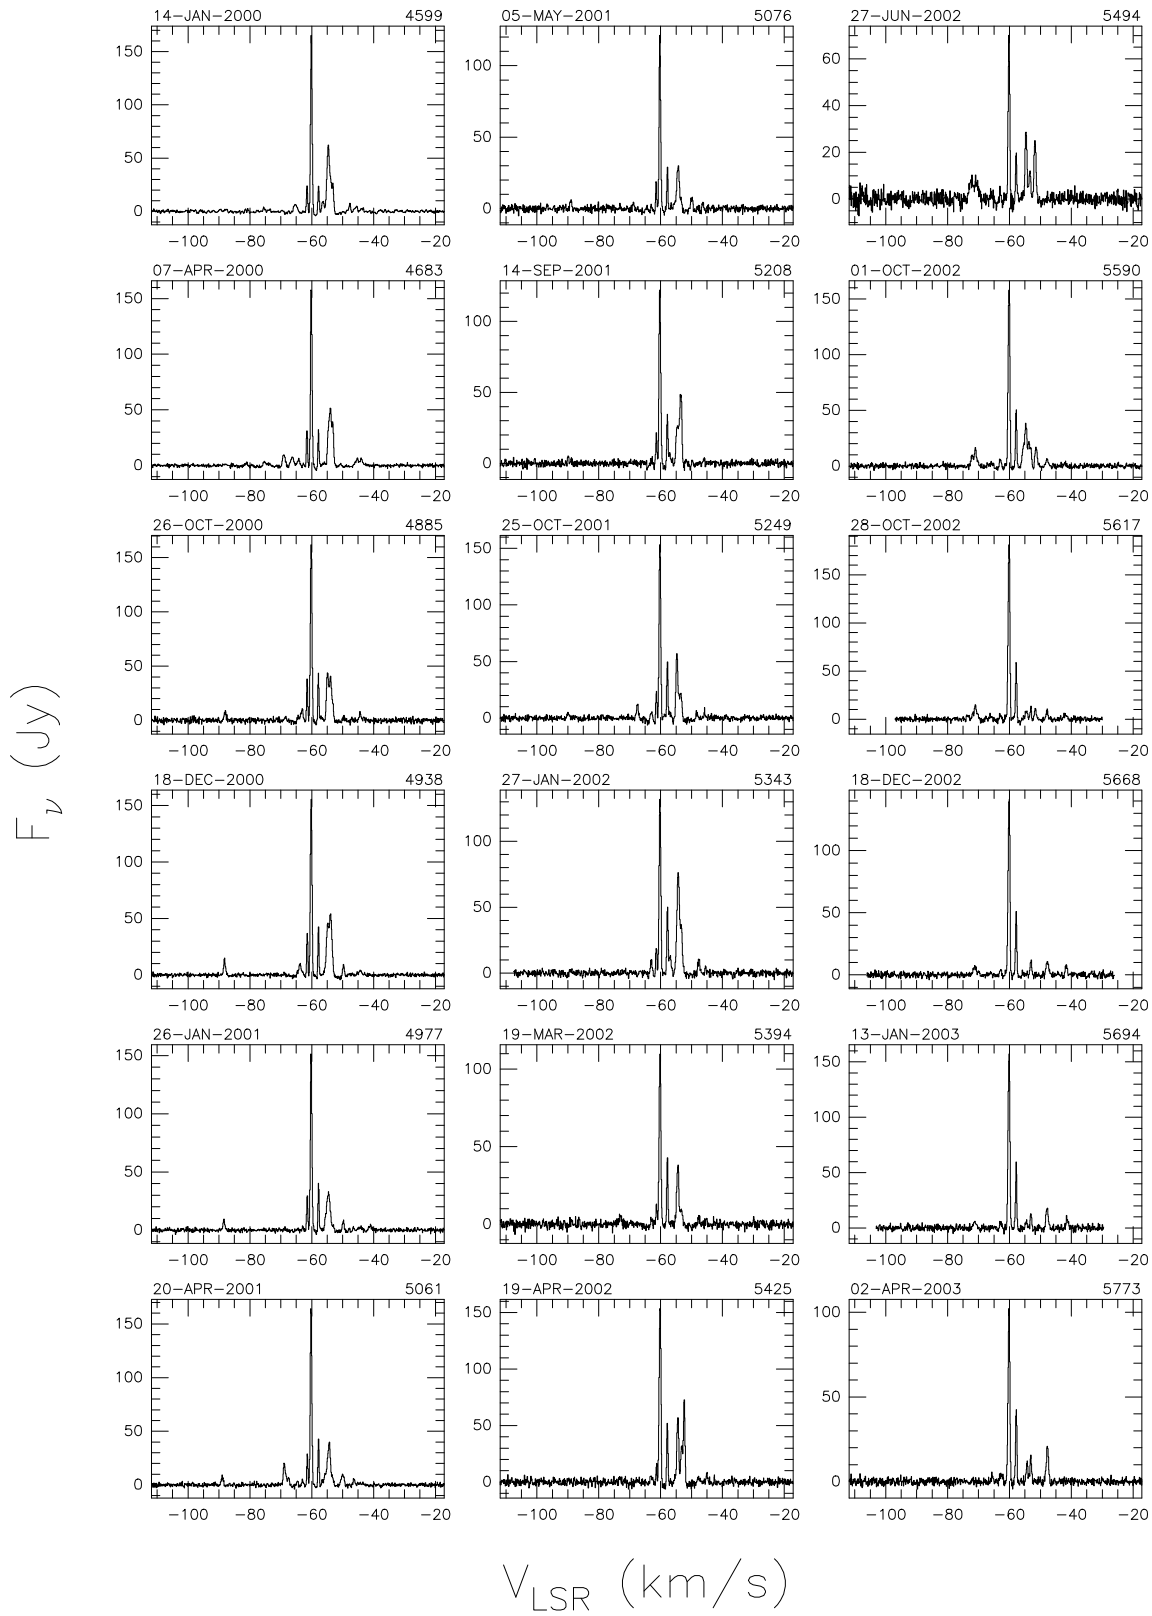 14-JAN-2000 4599
150
100
50
0
-100 -80 -60 -40 -20
05-MAY-2001 5076
100
50
0
-100 -80 -60 -40 -20
27-JUN-2002 5494
60
40
20
0
-100 -80 -60 -40 -20
07-APR-2000 4683
150
100
50
0
-100 -80 -60 -40 -20
14-SEP-2001 5208
100
50
0
-100 -80 -60 -40 -20
01-OCT-2002 5590
150
100
50
0
-100 -80 -60 -40 -20
26-OCT-2000 4885
150
100
50
0
-100 -80 -60 -40 -20
25-OCT-2001 5249
150
100
50
0
-100 -80 -60 -40 -20
28-OCT-2002 5617
150
100
50
0
-100 -80 -60 -40 -20
18-DEC-2000 4938
150
100
50
0
-100 -80 -60 -40 -20
27-JAN-2002 5343
100
50
0
-100 -80 -60 -40 -20
18-DEC-2002 5668
100
50
0
-100 -80 -60 -40 -20
26-JAN-2001 4977
150
100
50
0
-100 -80 -60 -40 -20
19-MAR-2002 5394
100
50
0
-100 -80 -60 -40 -20
13-JAN-2003 5694
150
100
50
0
-100 -80 -60 -40 -20
20-APR-2001 5061
150
100
50
0
-100 -80 -60 -40 -20
19-APR-2002 5425
150
100
50
0
-100 -80 -60 -40 -20
02-APR-2003 5773
100
50
0
-100 -80 -60 -40 -20
F_ν (Jy)
V_LSR (km/s)